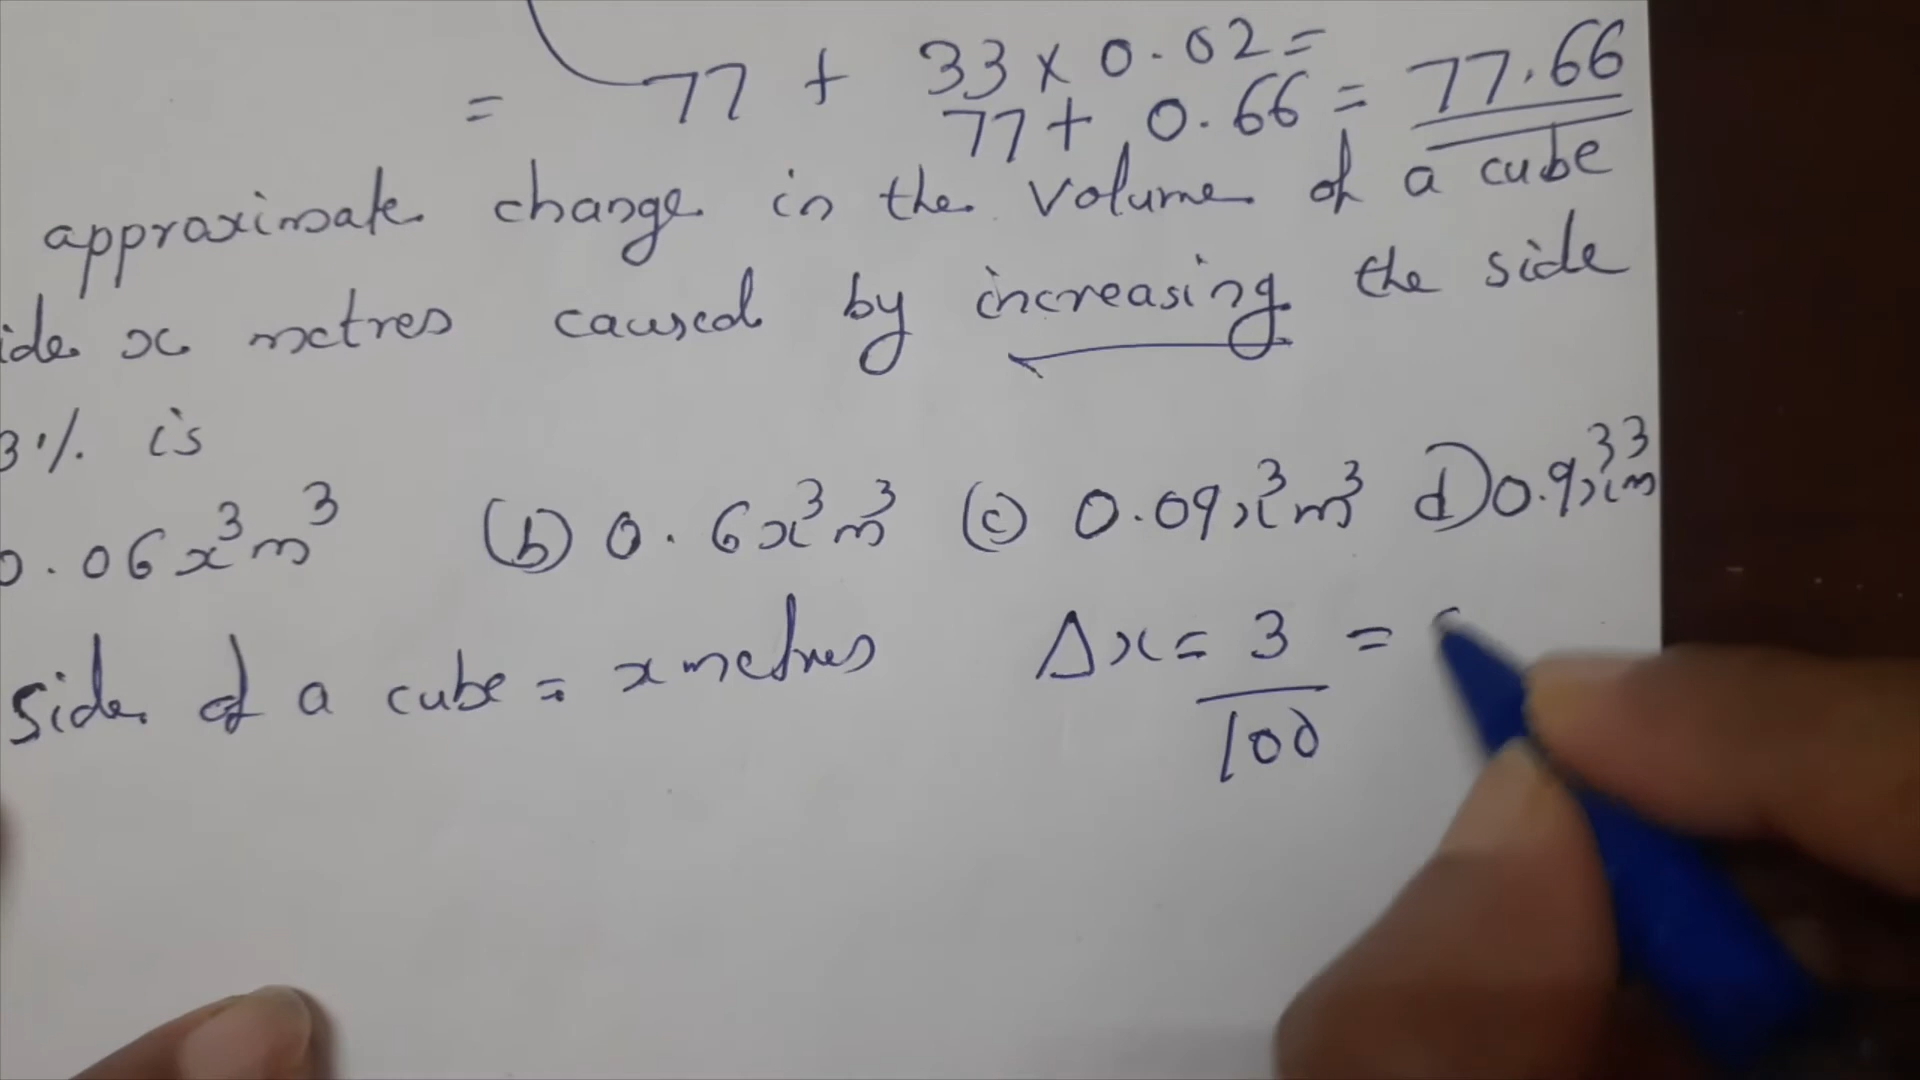 = 77 + 33 x 0.02 =
77 + 0.66 = 77.66
approximate change in the volume of a cube
ide x metres caused by increasing the side
3% is
0.06x³m³ (b) 0.6x³m³ (c) 0.09x³m³ d) 0.9x³m³
side of a cube = x metres Δx = 3/100 =